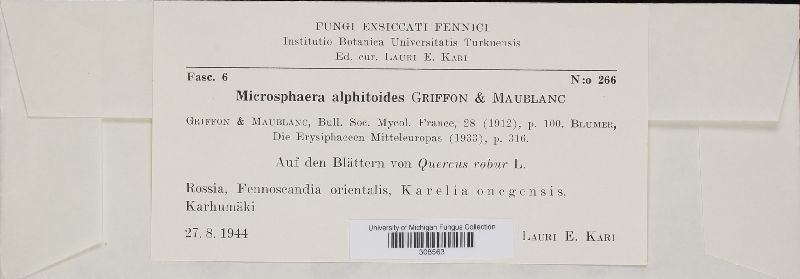 FUNGI EXSICCATI FENNICI
Institutio Botanica Universitatis Turkuensis
Ed. cur. LAURI E. KARI
Fasc. 6 N:o 266
Microsphaera alphitoides GRIFFON & MAUBLANC
GRIFFON & MAUBLANC, Bull. Soc. Mycol. France, 28 (1912), p. 100. BLUMER,
Die Erysiphaceen Mitteleuropas (1933), p. 316.
Auf den Blättern von Quercus robur L.
Rossia, Fennoscandia orientalis, Karelia onegensis,
Karhumäki
27. 8. 1944 LAURI E. KARI
University of Michigan Fungus Collection
308563